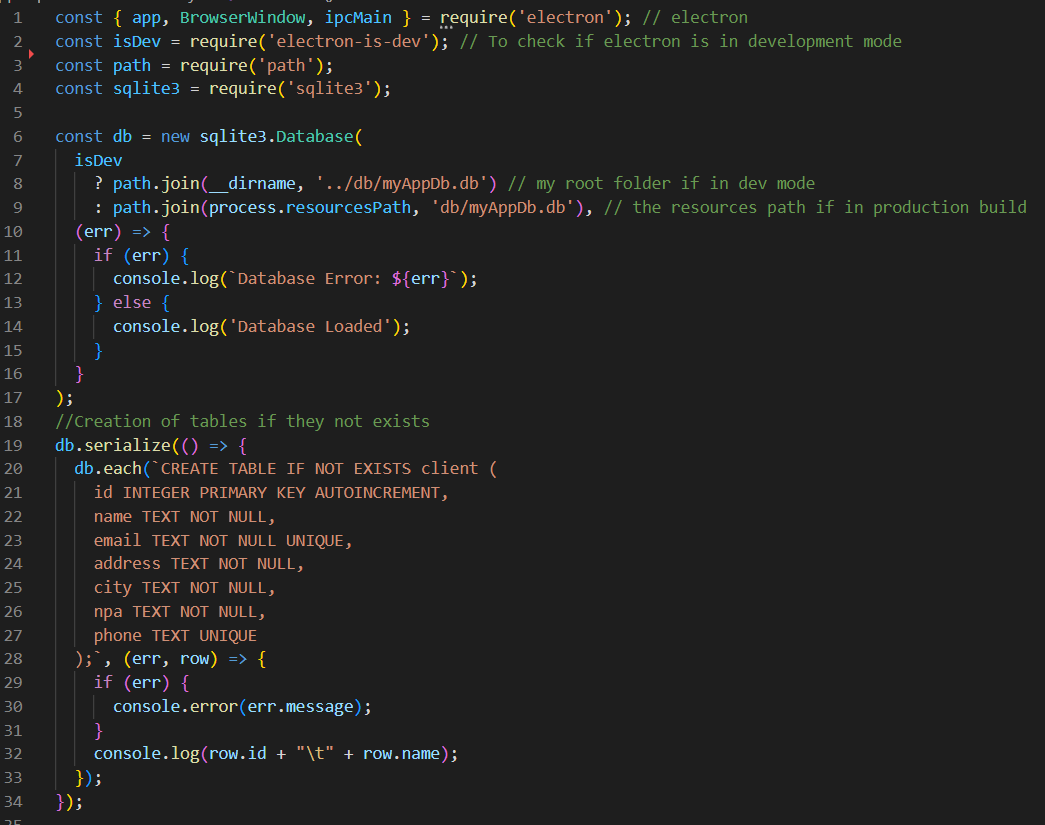 1 const { app, BrowserWindow, ipcMain } = require('electron'); // electron
2 const isDev = require('electron-is-dev'); // To check if electron is in development mode
3 const path = require('path');
4 const sqlite3 = require('sqlite3');
5
6 const db = new sqlite3.Database(
7   isDev
8     ? path.join(__dirname, '../db/myAppDb.db') // my root folder if in dev mode
9     : path.join(process.resourcesPath, 'db/myAppDb.db'), // the resources path if in production build
10   (err) => {
11     if (err) {
12       console.log(`Database Error: ${err}`);
13     } else {
14       console.log('Database Loaded');
15     }
16   }
17 );
18 //Creation of tables if they not exists
19 db.serialize(() => {
20   db.each(`CREATE TABLE IF NOT EXISTS client (
21     id INTEGER PRIMARY KEY AUTOINCREMENT,
22     name TEXT NOT NULL,
23     email TEXT NOT NULL UNIQUE,
24     address TEXT NOT NULL,
25     city TEXT NOT NULL,
26     npa TEXT NOT NULL,
27     phone TEXT UNIQUE
28   );`, (err, row) => {
29     if (err) {
30       console.error(err.message);
31     }
32     console.log(row.id + "\t" + row.name);
33   });
34 });